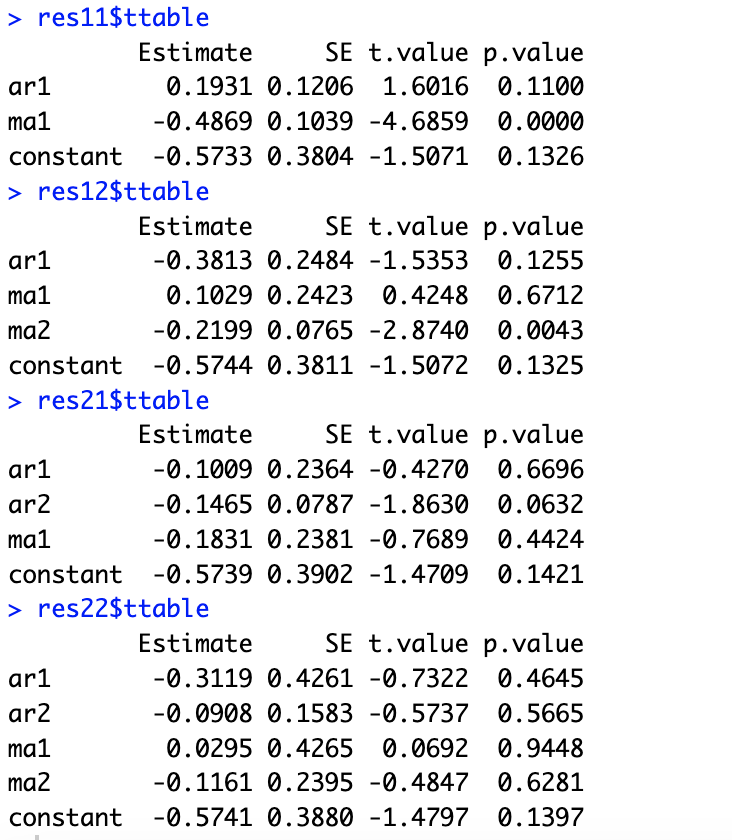 > res11$ttable
Estimate SE t.value p.value
ar1 0.1931 0.1206 1.6016 0.1100
ma1 -0.4869 0.1039 -4.6859 0.0000
constant -0.5733 0.3804 -1.5071 0.1326
> res12$ttable
Estimate SE t.value p.value
ar1 -0.3813 0.2484 -1.5353 0.1255
ma1 0.1029 0.2423 0.4248 0.6712
ma2 -0.2199 0.0765 -2.8740 0.0043
constant -0.5744 0.3811 -1.5072 0.1325
> res21$ttable
Estimate SE t.value p.value
ar1 -0.1009 0.2364 -0.4270 0.6696
ar2 -0.1465 0.0787 -1.8630 0.0632
ma1 -0.1831 0.2381 -0.7689 0.4424
constant -0.5739 0.3902 -1.4709 0.1421
> res22$ttable
Estimate SE t.value p.value
ar1 -0.3119 0.4261 -0.7322 0.4645
ar2 -0.0908 0.1583 -0.5737 0.5665
ma1 0.0295 0.4265 0.0692 0.9448
ma2 -0.1161 0.2395 -0.4847 0.6281
constant -0.5741 0.3880 -1.4797 0.1397